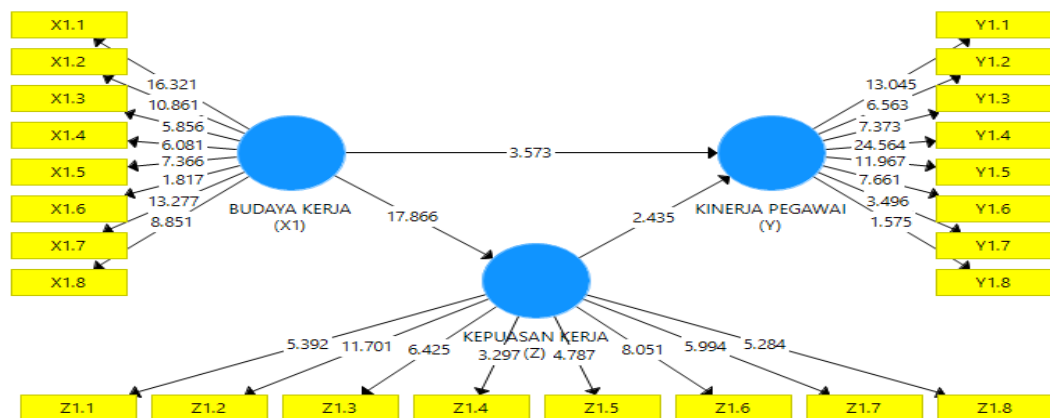 X1.1
X1.2
X1.3
X1.4
X1.5
X1.6
X1.7
X1.8
16.321
10.861
5.856
6.081
7.366
1.817
13.277
8.851
BUDAYA KERJA
(X1)
3.573
17.866
2.435
KINERJA PEGAWAI
(Y)
13.045
6.563
7.373
24.564
11.967
7.661
3.496
1.575
Y1.1
Y1.2
Y1.3
Y1.4
Y1.5
Y1.6
Y1.7
Y1.8
KEPUASAN KERJA
(Z)
5.392
11.701
6.425
3.297
4.787
8.051
5.994
5.284
Z1.1
Z1.2
Z1.3
Z1.4
Z1.5
Z1.6
Z1.7
Z1.8